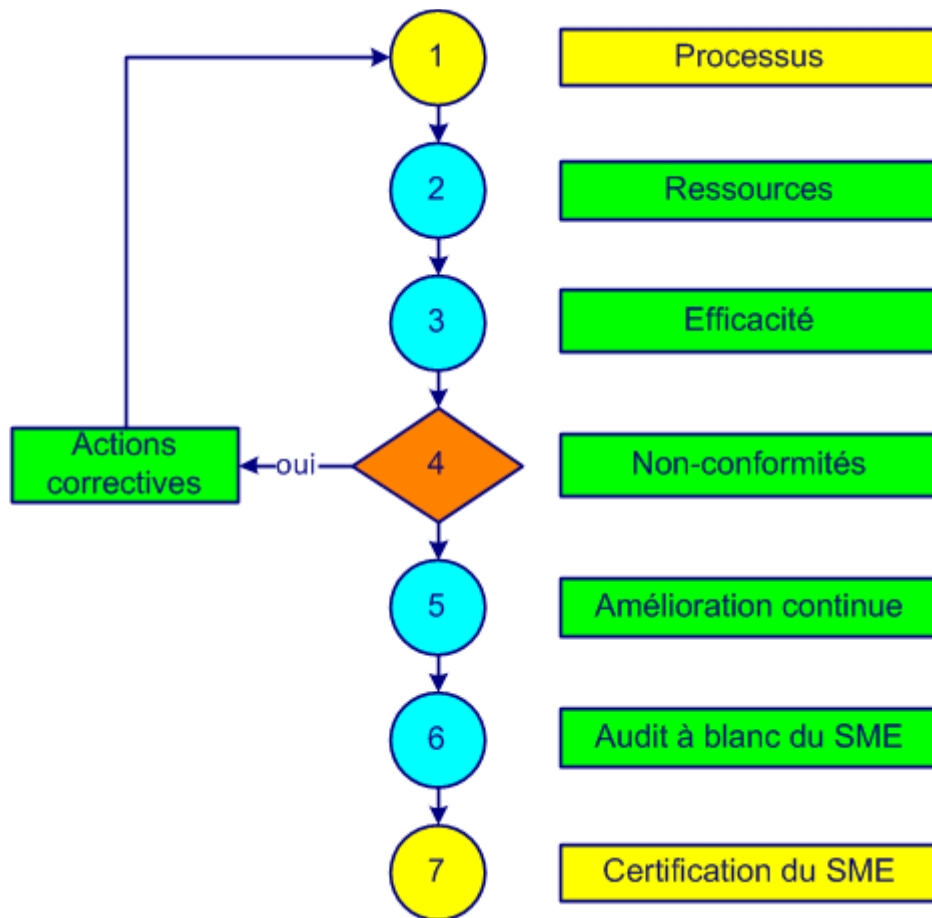 1
Processus
2
Ressources
3
Efficacité
Actions
correctives
oui
4
Non-conformités
5
Amélioration continue
6
Audit à blanc du SME
7
Certification du SME